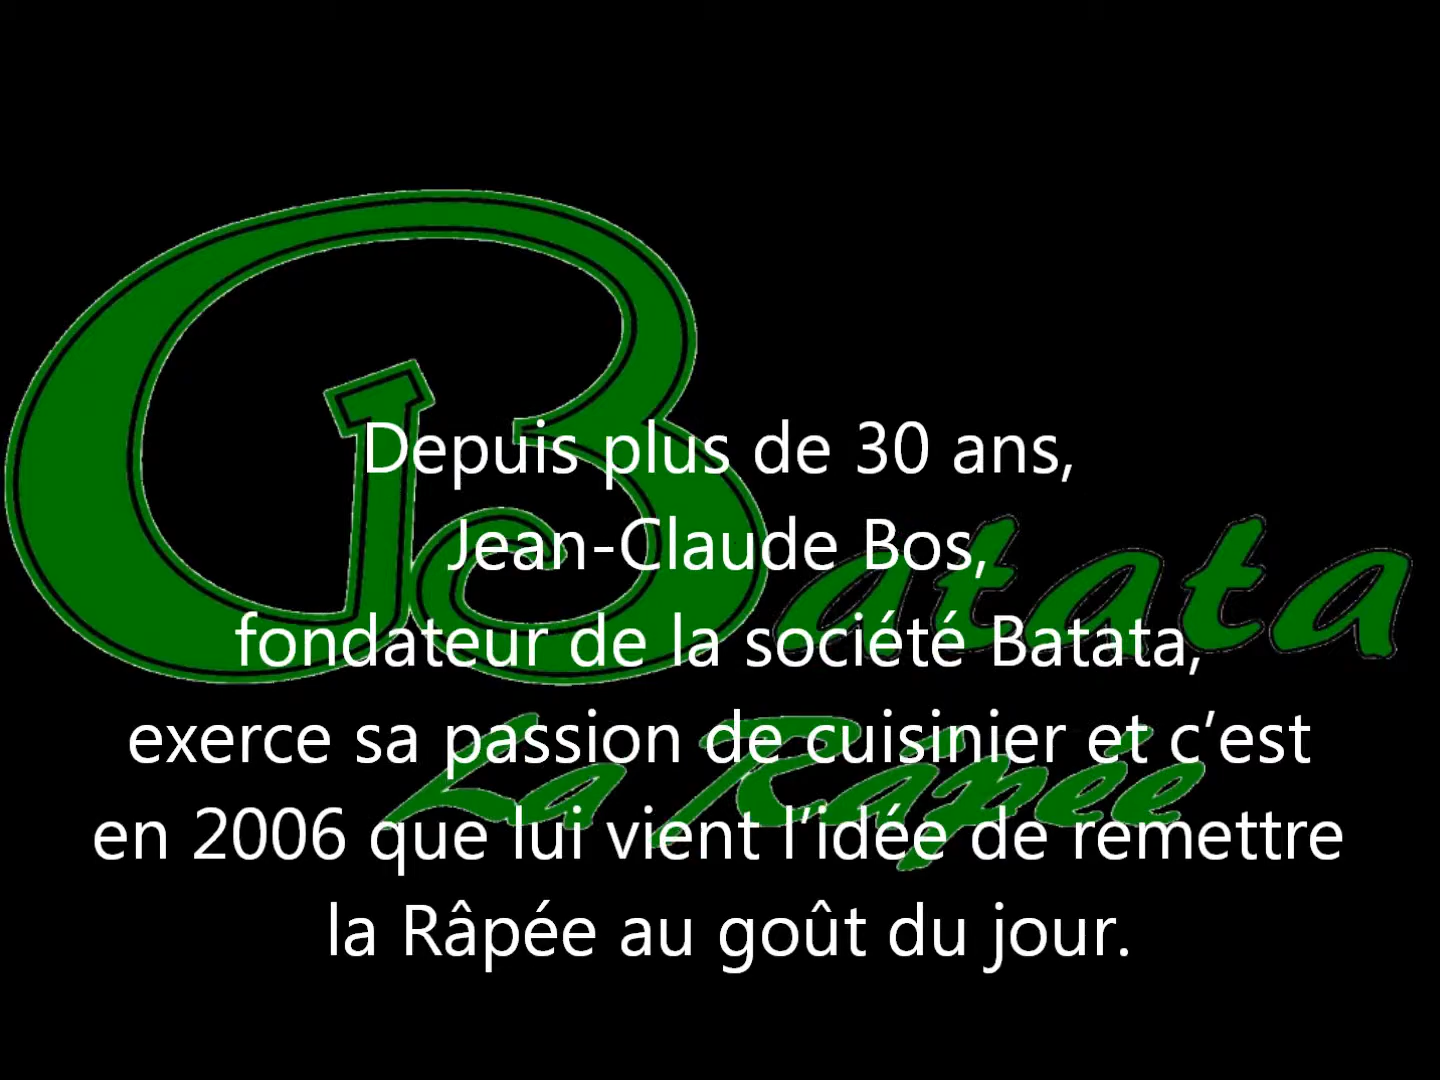 Batata
La Râpée
Depuis plus de 30 ans,
Jean-Claude Bos,
fondateur de la société Batata,
exerce sa passion de cuisinier et c’est
en 2006 que lui vient l’idée de remettre
la Râpée au goût du jour.